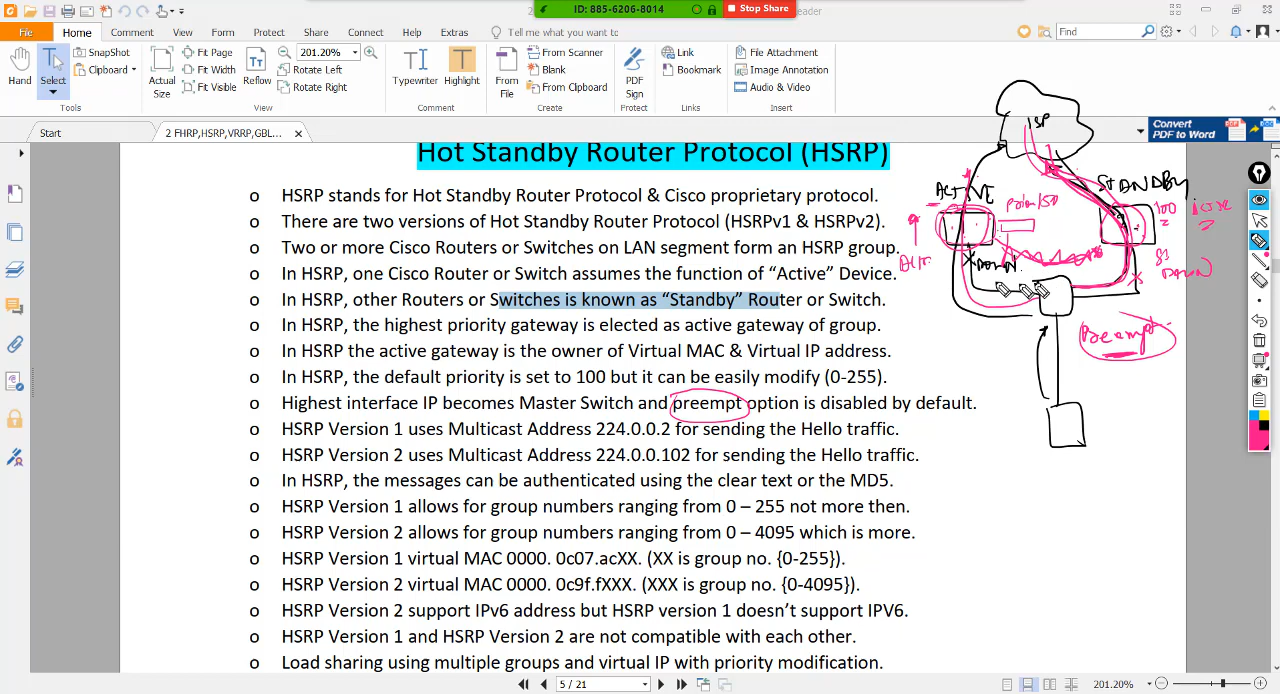 ID: 885-6206-8014
Stop Share
eader
File
Home
Comment
View
Form
Protect
Share
Connect
Help
Extras
Tell me what you want to do...
Find
Hand
Select
SnapShot
Clipboard
Tools
Actual Size
Fit Page
Fit Width
Fit Visible
Reflow
201.20%
Rotate Left
Rotate Right
View
Typewriter
Highlight
Comment
From File
From Scanner
Blank
From Clipboard
Create
PDF Sign
Protect
Link
Bookmark
Links
File Attachment
Image Annotation
Audio & Video
Insert
Start
2 FHRP,HSRP,VRRP,GBL...
Convert
PDF to Word
Hot Standby Router Protocol (HSRP)
o HSRP stands for Hot Standby Router Protocol & Cisco proprietary protocol.
o There are two versions of Hot Standby Router Protocol (HSRPv1 & HSRPv2).
o Two or more Cisco Routers or Switches on LAN segment form an HSRP group.
o In HSRP, one Cisco Router or Switch assumes the function of “Active” Device.
o In HSRP, other Routers or Switches is known as “Standby” Router or Switch.
o In HSRP, the highest priority gateway is elected as active gateway of group.
o In HSRP the active gateway is the owner of Virtual MAC & Virtual IP address.
o In HSRP, the default priority is set to 100 but it can be easily modify (0-255).
o Highest interface IP becomes Master Switch and preempt option is disabled by default.
o HSRP Version 1 uses Multicast Address 224.0.0.2 for sending the Hello traffic.
o HSRP Version 2 uses Multicast Address 224.0.0.102 for sending the Hello traffic.
o In HSRP, the messages can be authenticated using the clear text or the MD5.
o HSRP Version 1 allows for group numbers ranging from 0 – 255 not more then.
o HSRP Version 2 allows for group numbers ranging from 0 – 4095 which is more.
o HSRP Version 1 virtual MAC 0000. 0c07.acXX. (XX is group no. {0-255}).
o HSRP Version 2 virtual MAC 0000. 0c9f.fXXX. (XXX is group no. {0-4095}).
o HSRP Version 2 support IPv6 address but HSRP version 1 doesn’t support IPV6.
o HSRP Version 1 and HSRP Version 2 are not compatible with each other.
o Load sharing using multiple groups and virtual IP with priority modification.
ISP
ACTIVE
STANDBY
100
DOWN
DOWN
Preempt
5 / 21
201.20%